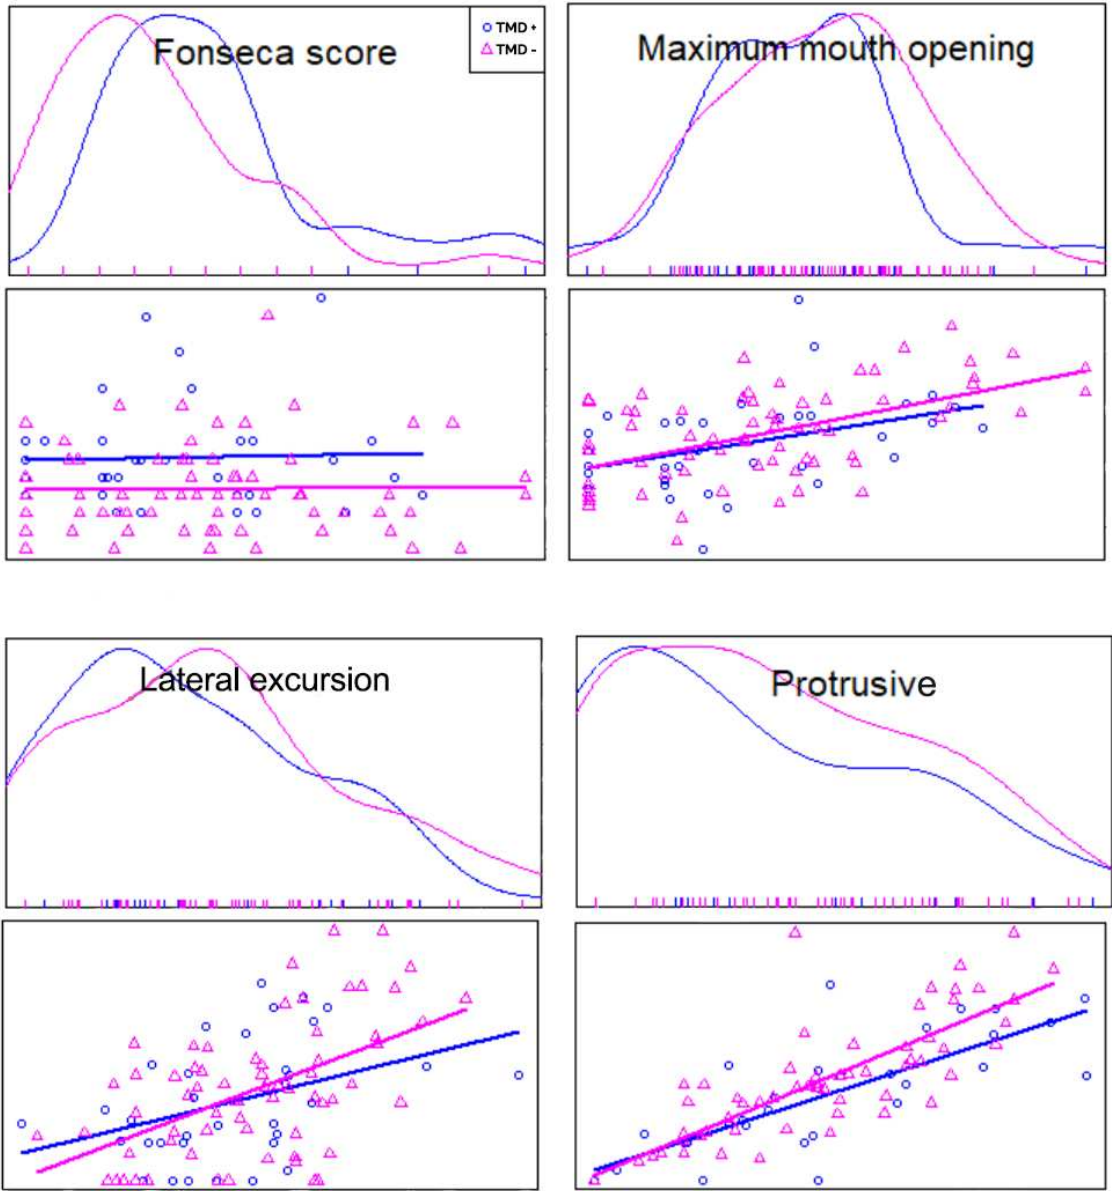 Fonseca score
TMD +
TMD -
Maximum mouth opening
Lateral excursion
Protrusive